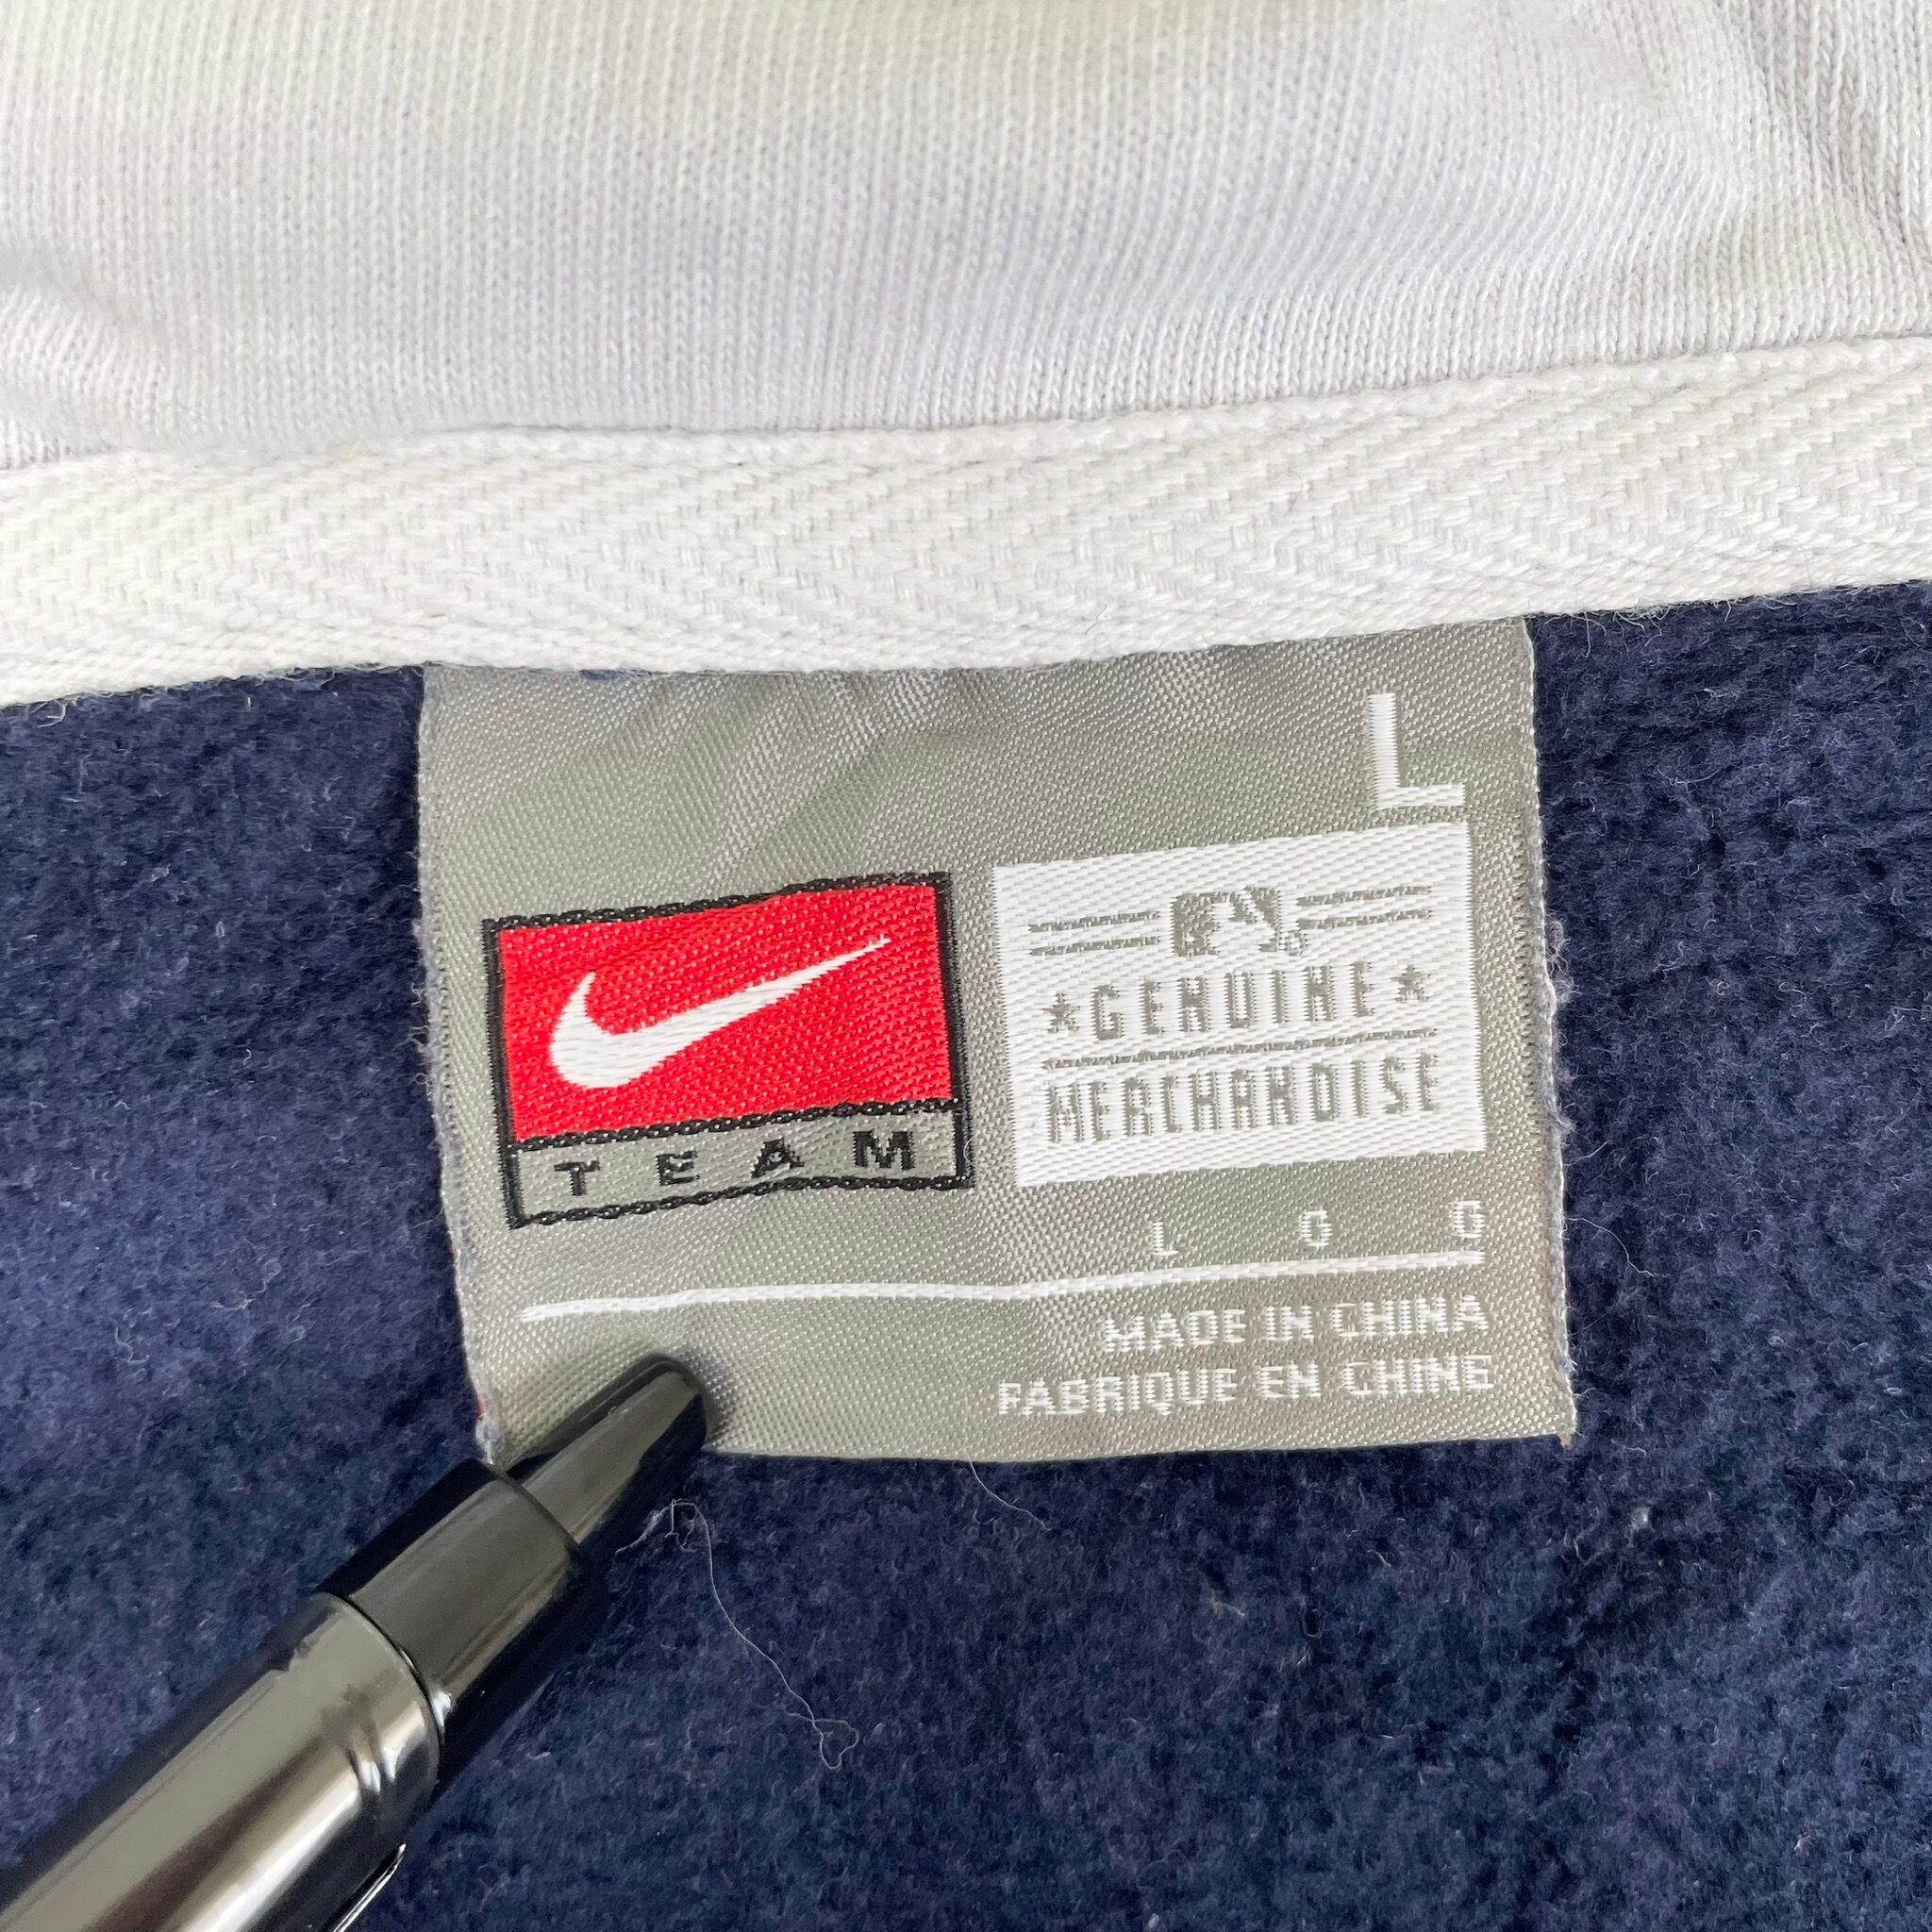 L
★GENUINE★
MERCHANDISE
TEAM
L G G
MADE IN CHINA
FABRIQUE EN CHINE